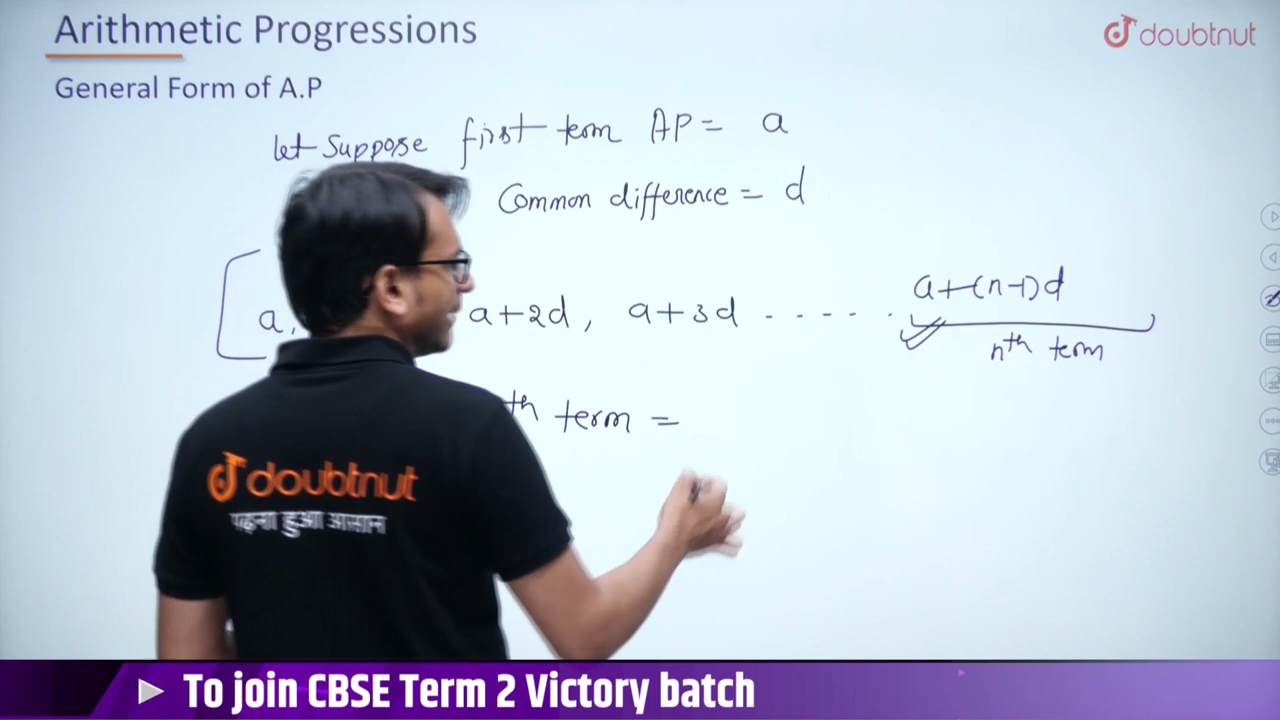 Arithmetic Progressions
doubtnut
General Form of A.P
let Suppose first term AP = a
Common difference = d
a, a+2d, a+3d ...... a+(n-1)d
nth term
th term =
doubtnut
पढ़ना हुआ आसान
To join CBSE Term 2 Victory batch